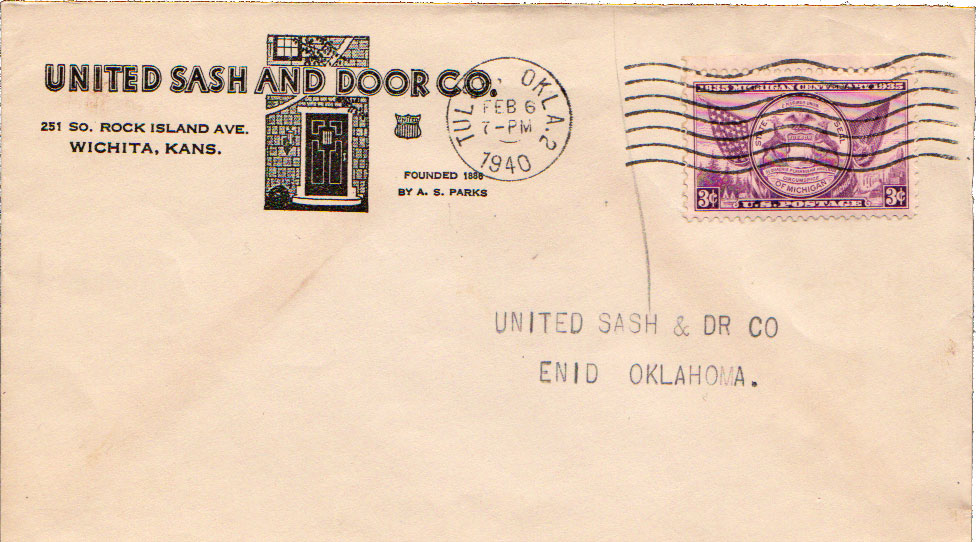 UNITED SASH AND DOOR CO.
251 SO. ROCK ISLAND AVE.
WICHITA, KANS.
FOUNDED 1886
BY A. S. PARKS
OKLA. 2
FEB 6
7-PM
1940
1835 MICHIGAN CENTENARY 1935
STATE SEAL
OF MICHIGAN
3¢ U.S. POSTAGE 3¢
UNITED SASH & DR CO
ENID OKLAHOMA.